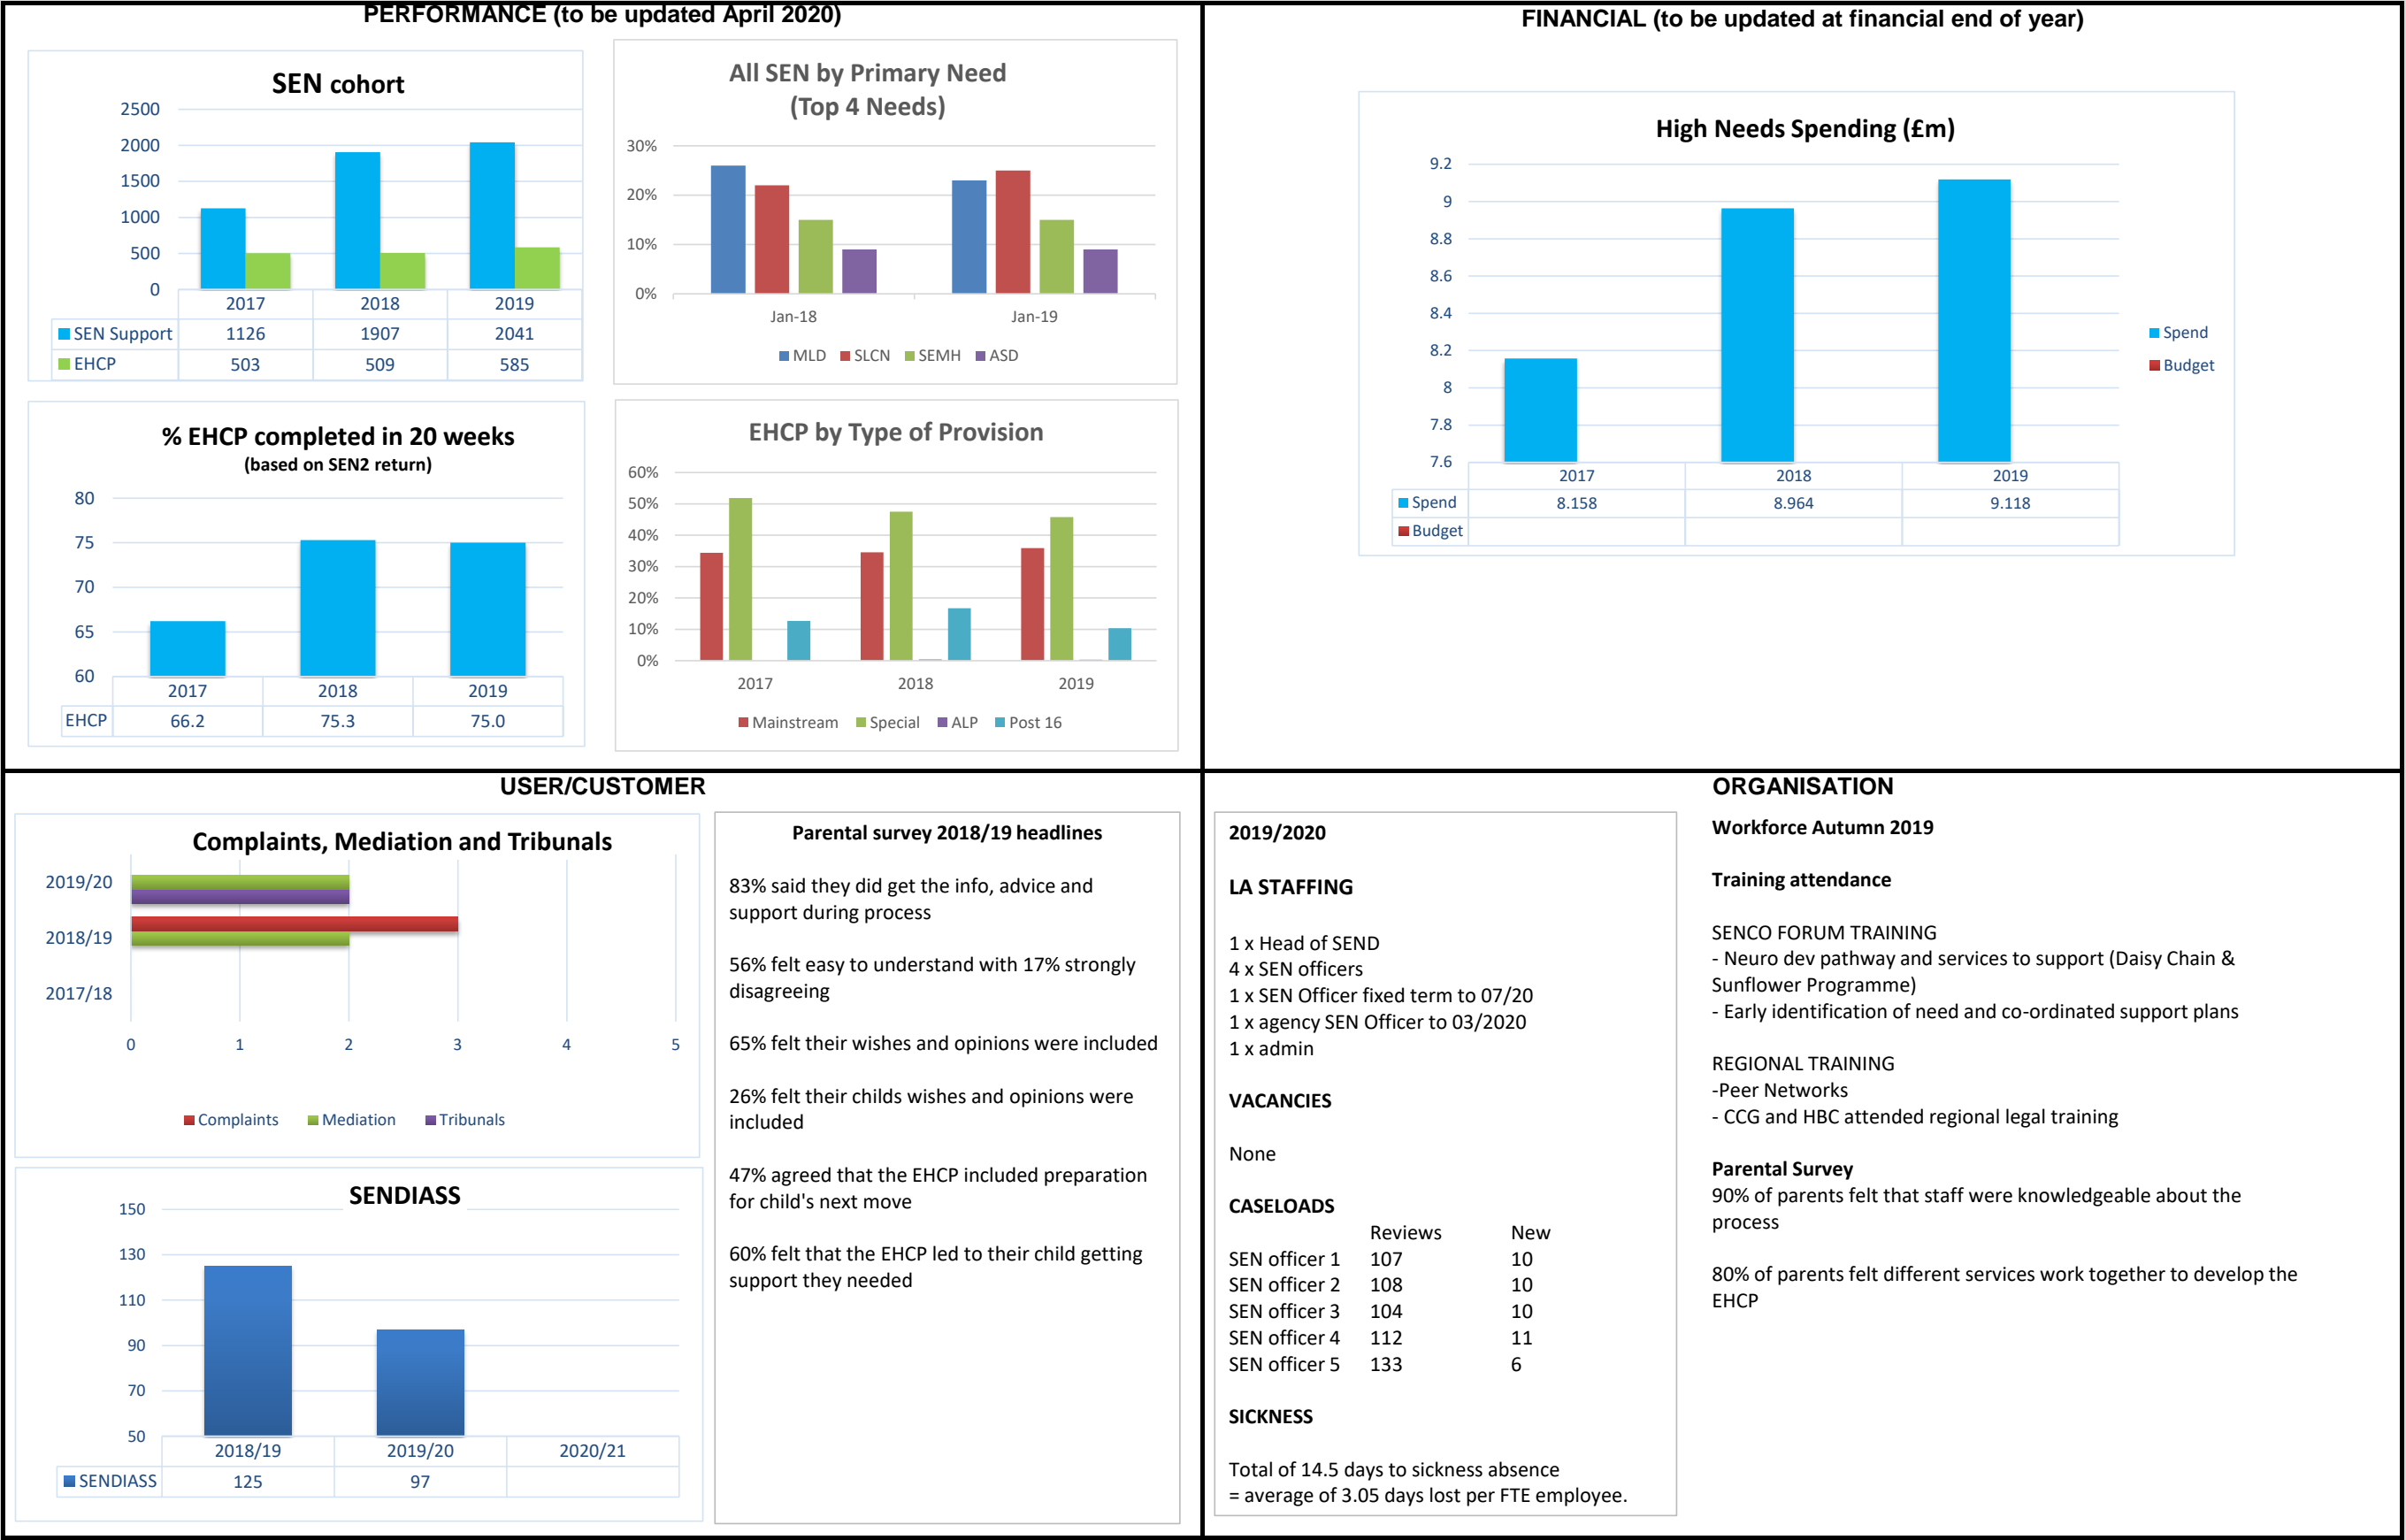 PERFORMANCE (to be updated April 2020)
SEN cohort
2500
2000
1500
1000
500
0
2017 2018 2019
SEN Support 1126 1907 2041
EHCP 503 509 585
All SEN by Primary Need
(Top 4 Needs)
30%
20%
10%
0%
Jan-18 Jan-19
MLD SLCN SEMH ASD
% EHCP completed in 20 weeks
(based on SEN2 return)
80
75
70
65
60
2017 2018 2019
EHCP 66.2 75.3 75.0
EHCP by Type of Provision
60%
50%
40%
30%
20%
10%
0%
2017 2018 2019
Mainstream Special ALP Post 16
FINANCIAL (to be updated at financial end of year)
High Needs Spending (£m)
9.2
9
8.8
8.6
8.4
8.2
8
7.8
7.6
2017 2018 2019
Spend 8.158 8.964 9.118
Budget
Spend
Budget
USER/CUSTOMER
Complaints, Mediation and Tribunals
2019/20
2018/19
2017/18
0 1 2 3 4 5
Complaints Mediation Tribunals
SENDIASS
150
130
110
90
70
50
2018/19 2019/20 2020/21
SENDIASS 125 97
Parental survey 2018/19 headlines
83% said they did get the info, advice and
support during process
56% felt easy to understand with 17% strongly
disagreeing
65% felt their wishes and opinions were included
26% felt their childs wishes and opinions were
included
47% agreed that the EHCP included preparation
for child's next move
60% felt that the EHCP led to their child getting
support they needed
ORGANISATION
2019/2020
LA STAFFING
1 x Head of SEND
4 x SEN officers
1 x SEN Officer fixed term to 07/20
1 x agency SEN Officer to 03/2020
1 x admin
VACANCIES
None
CASELOADS
Reviews New
SEN officer 1 107 10
SEN officer 2 108 10
SEN officer 3 104 10
SEN officer 4 112 11
SEN officer 5 133 6
SICKNESS
Total of 14.5 days to sickness absence
= average of 3.05 days lost per FTE employee.
Workforce Autumn 2019
Training attendance
SENCO FORUM TRAINING
- Neuro dev pathway and services to support (Daisy Chain &
Sunflower Programme)
- Early identification of need and co-ordinated support plans
REGIONAL TRAINING
-Peer Networks
- CCG and HBC attended regional legal training
Parental Survey
90% of parents felt that staff were knowledgeable about the
process
80% of parents felt different services work together to develop the
EHCP